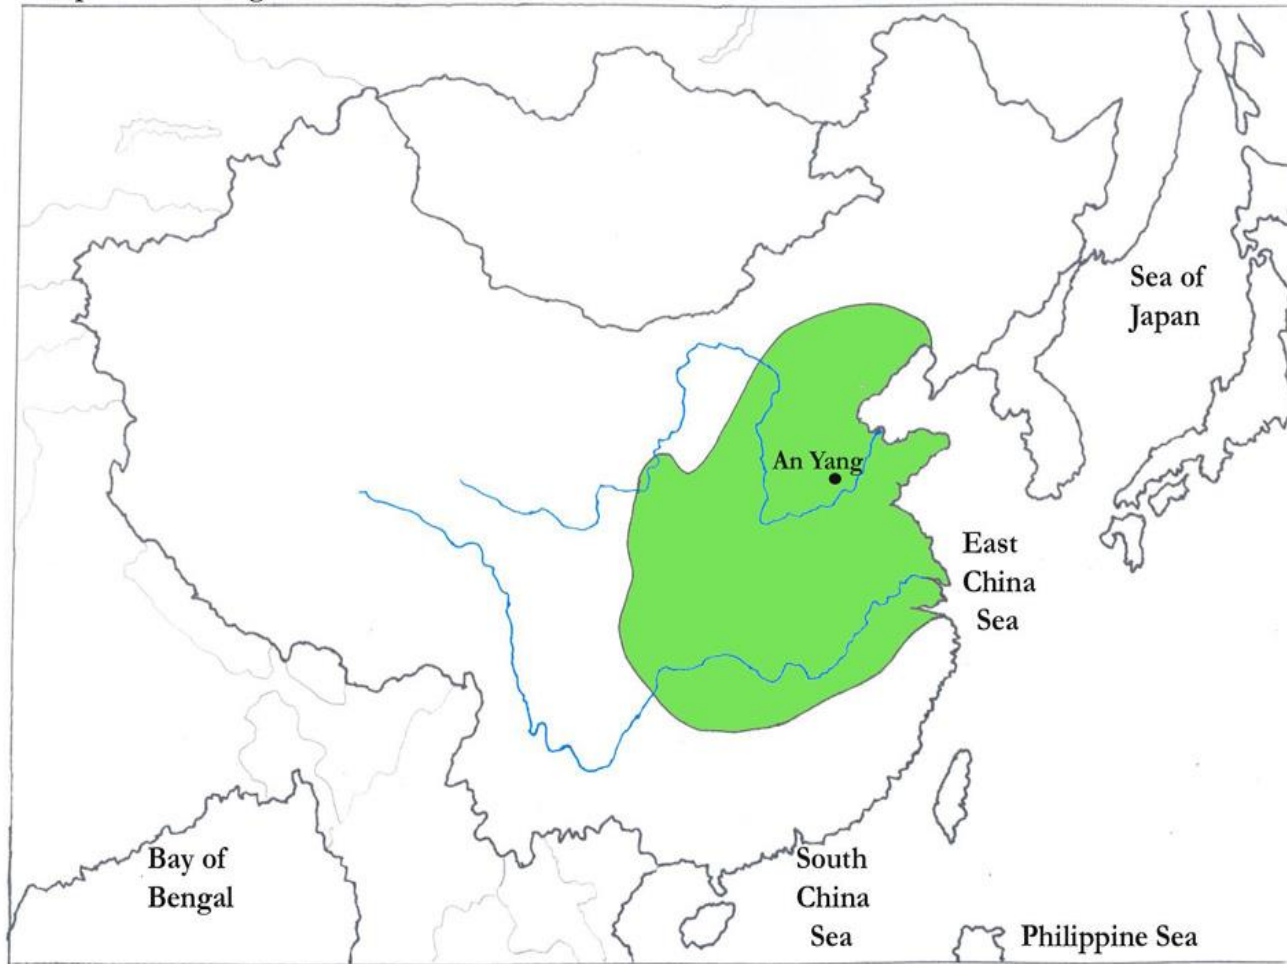 Sea of
Japan
An Yang
East
China
Sea
Bay of
Bengal
South
China
Sea
Philippine Sea